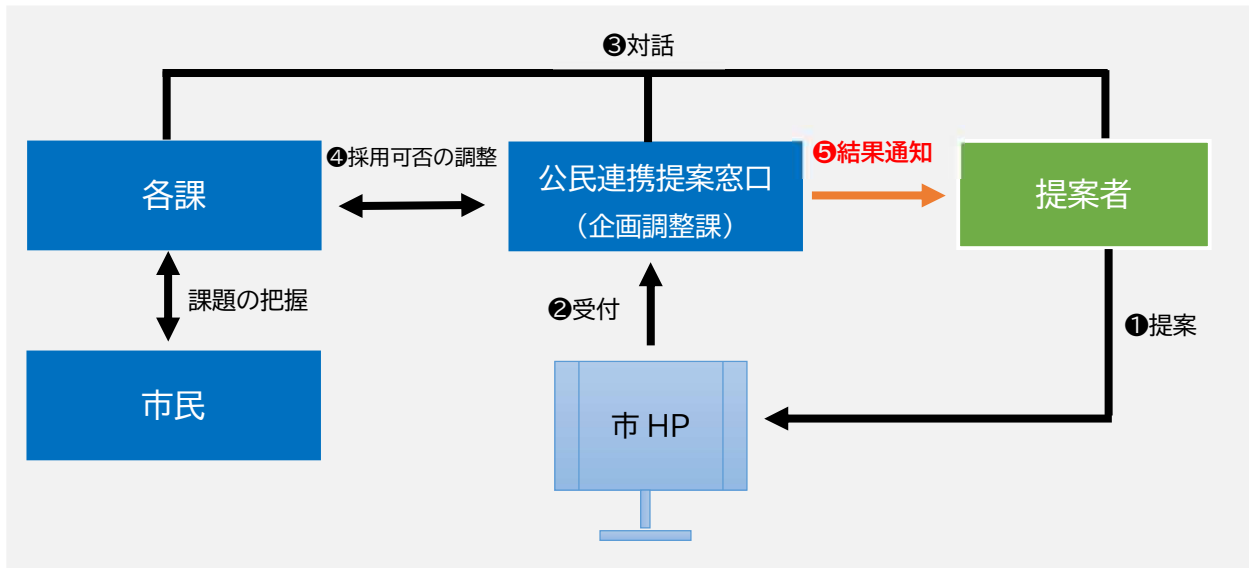 ❸対話
各課
❹採用可否の調整
公民連携提案窓口
（企画調整課）
❺結果通知
提案者
課題の把握
❷受付
❶提案
市民
市 HP